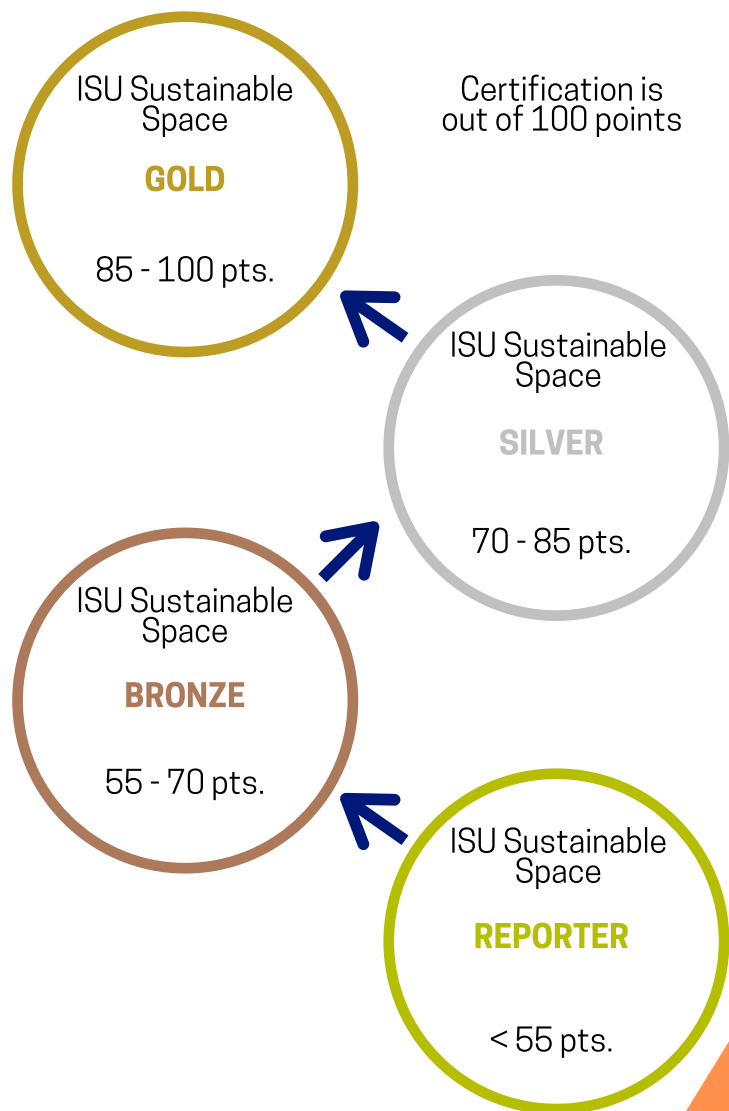 ISU Sustainable
Space
GOLD
85 - 100 pts.
Certification is
out of 100 points
ISU Sustainable
Space
SILVER
70 - 85 pts.
ISU Sustainable
Space
BRONZE
55 - 70 pts.
ISU Sustainable
Space
REPORTER
< 55 pts.